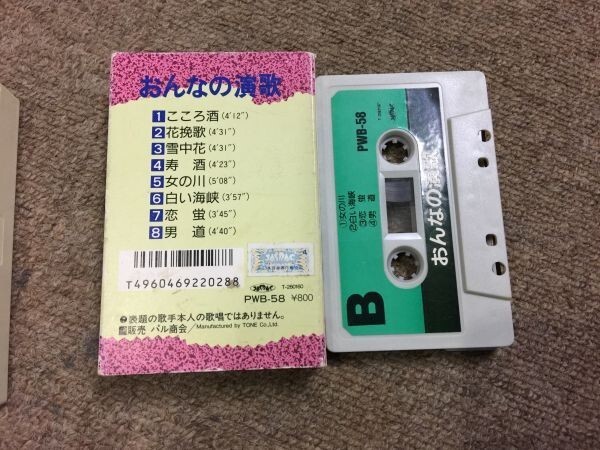 おんなの演歌
1 こころ酒 (4'12")
2 花挽歌 (4'31")
3 雪中花 (4'31")
4 寿 酒 (4'23")
5 女の川 (5'08")
6 白い海峡 (3'57")
7 恋 蛍 (3'45")
8 男 道 (4'40")
JASRAC
T4960469220288
T-260160
PWB-58 ¥800
表題の歌手本人の歌唱ではありません。
販売 パル商会/Manufactured by TONE Co.,Ltd.
PWB-58
①女の川
②白い海峡
③恋 蛍
④男 道
おんなの演歌
B